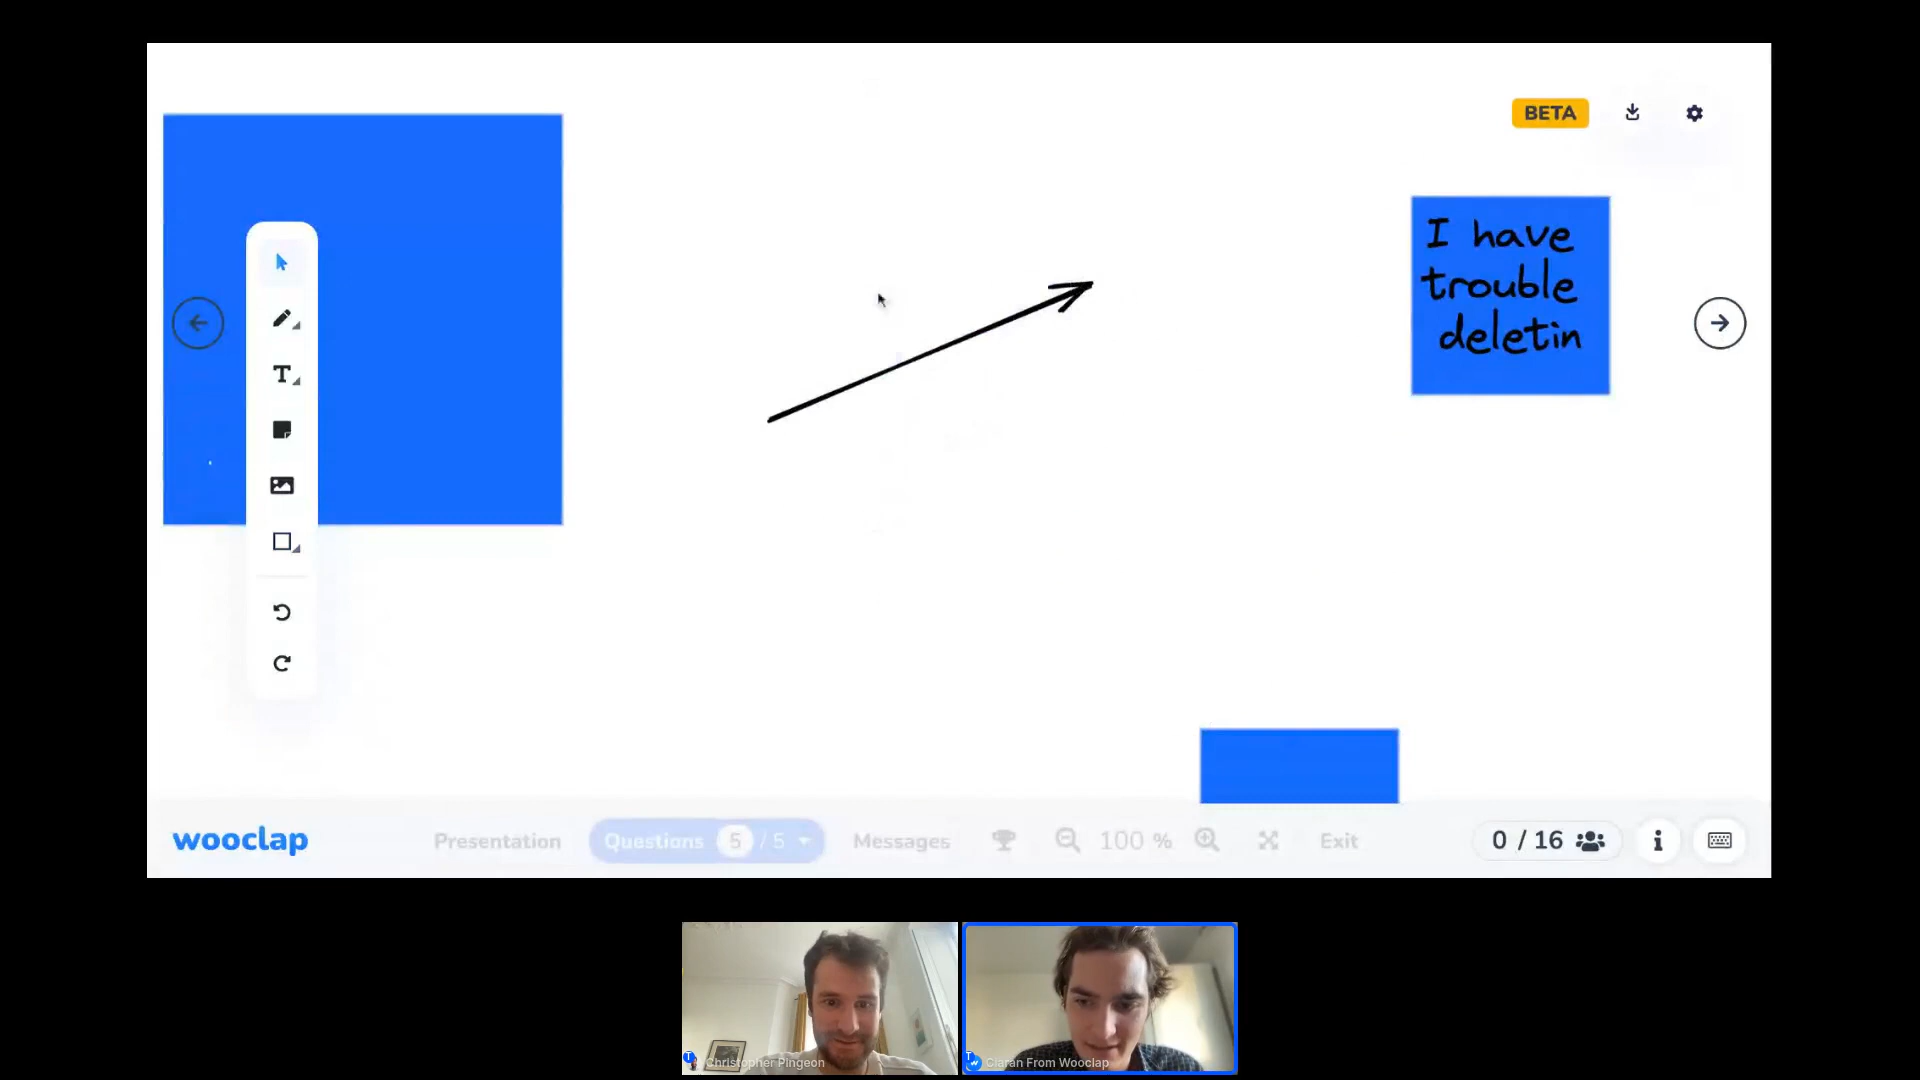 BETA
I have
trouble
deletin
T
wooclap
Presentation
Questions 5 / 5
Messages
100 %
Exit
0 / 16
Christopher Pingeon
Ciaran From Wooclap